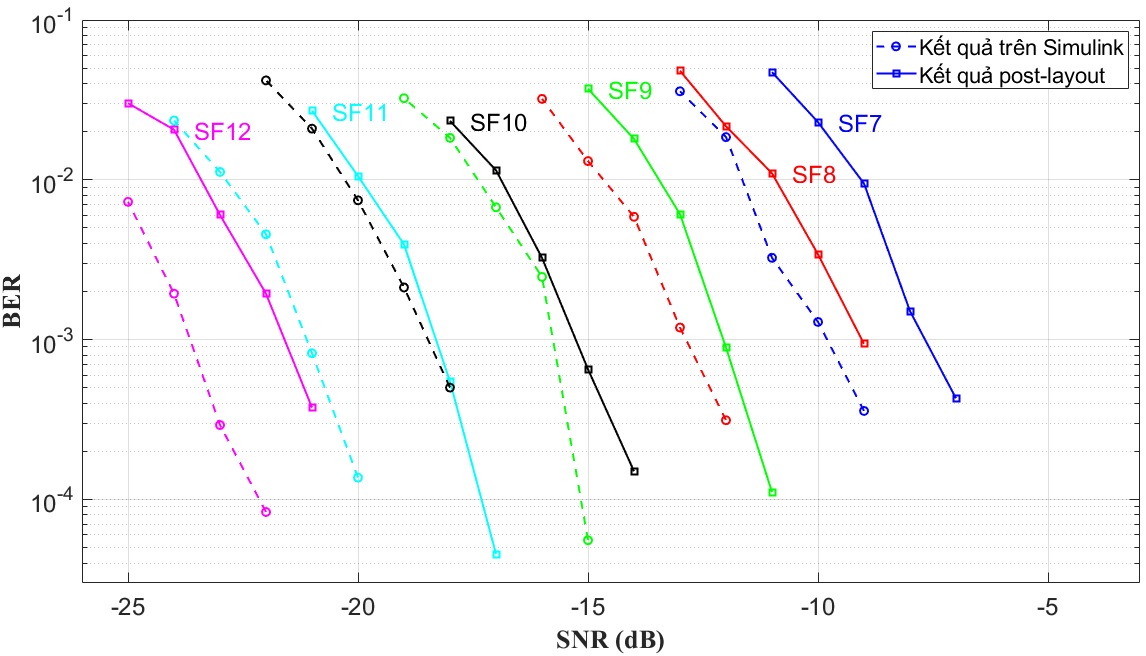 10-1
Kết quả trên Simulink
Kết quả post-layout
SF12
SF11
SF10
SF9
SF8
SF7
10-2
10-3
10-4
BER
-25
-20
-15
-10
-5
SNR (dB)